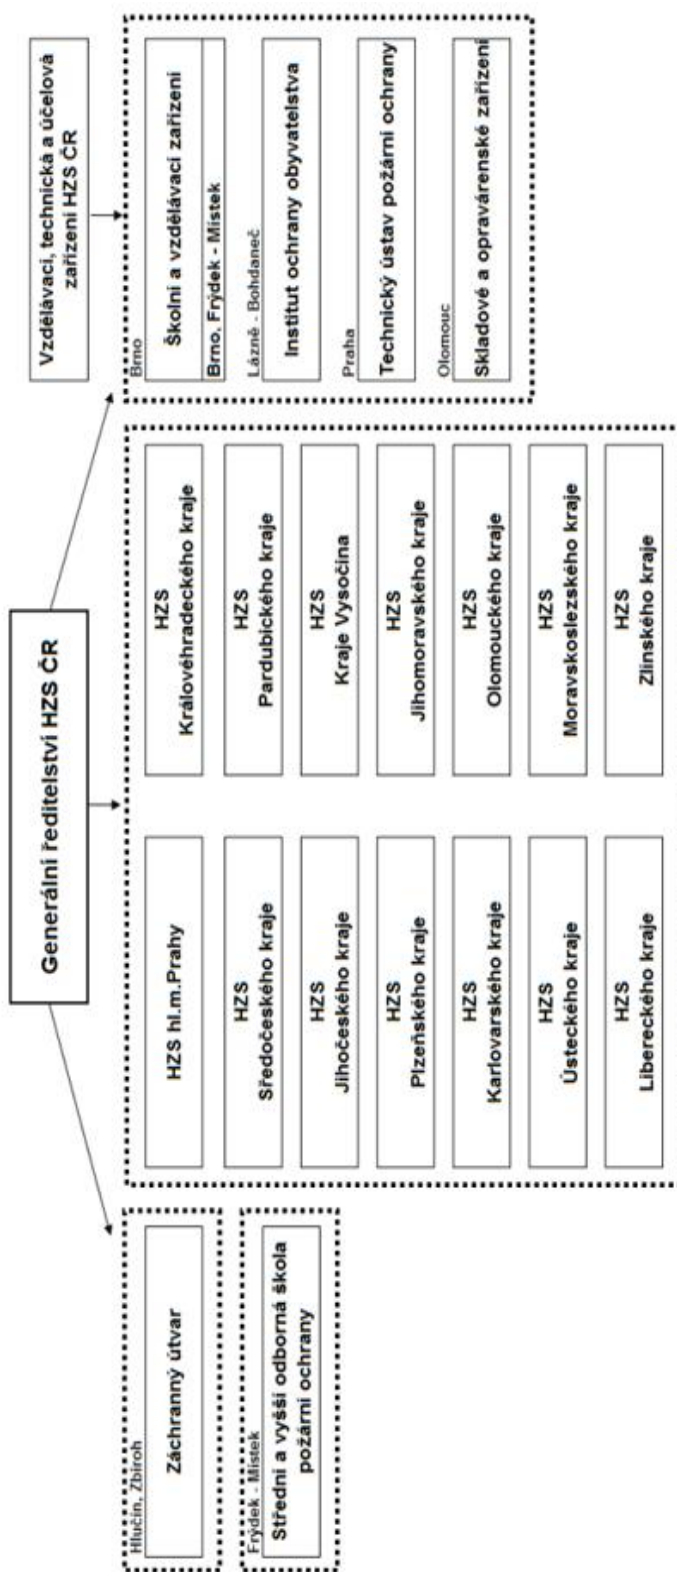 Generální ředitelství HZS ČR
Hlučín, Zbiroh
Záchranný útvar
Frýdek - Místek
Střední a vyšší odborná škola
požární ochrany
HZS hl.m.Prahy
HZS
Středočeského kraje
HZS
Jihočeského kraje
HZS
Plzeňského kraje
HZS
Karlovarského kraje
HZS
Ústeckého kraje
HZS
Libereckého kraje
HZS
Královéhradeckého kraje
HZS
Pardubického kraje
HZS
Kraje Vysočina
HZS
Jihomoravského kraje
HZS
Olomouckého kraje
HZS
Moravskoslezského kraje
HZS
Zlínského kraje
Vzdělávací, technická a účelová
zařízení HZS ČR
Brno
Školní a vzdělávací zařízení
Brno, Frýdek - Místek
Lázně - Bohdaneč
Institut ochrany obyvatelstva
Praha
Technický ústav požární ochrany
Olomouc
Skladové a opravárenské zařízení